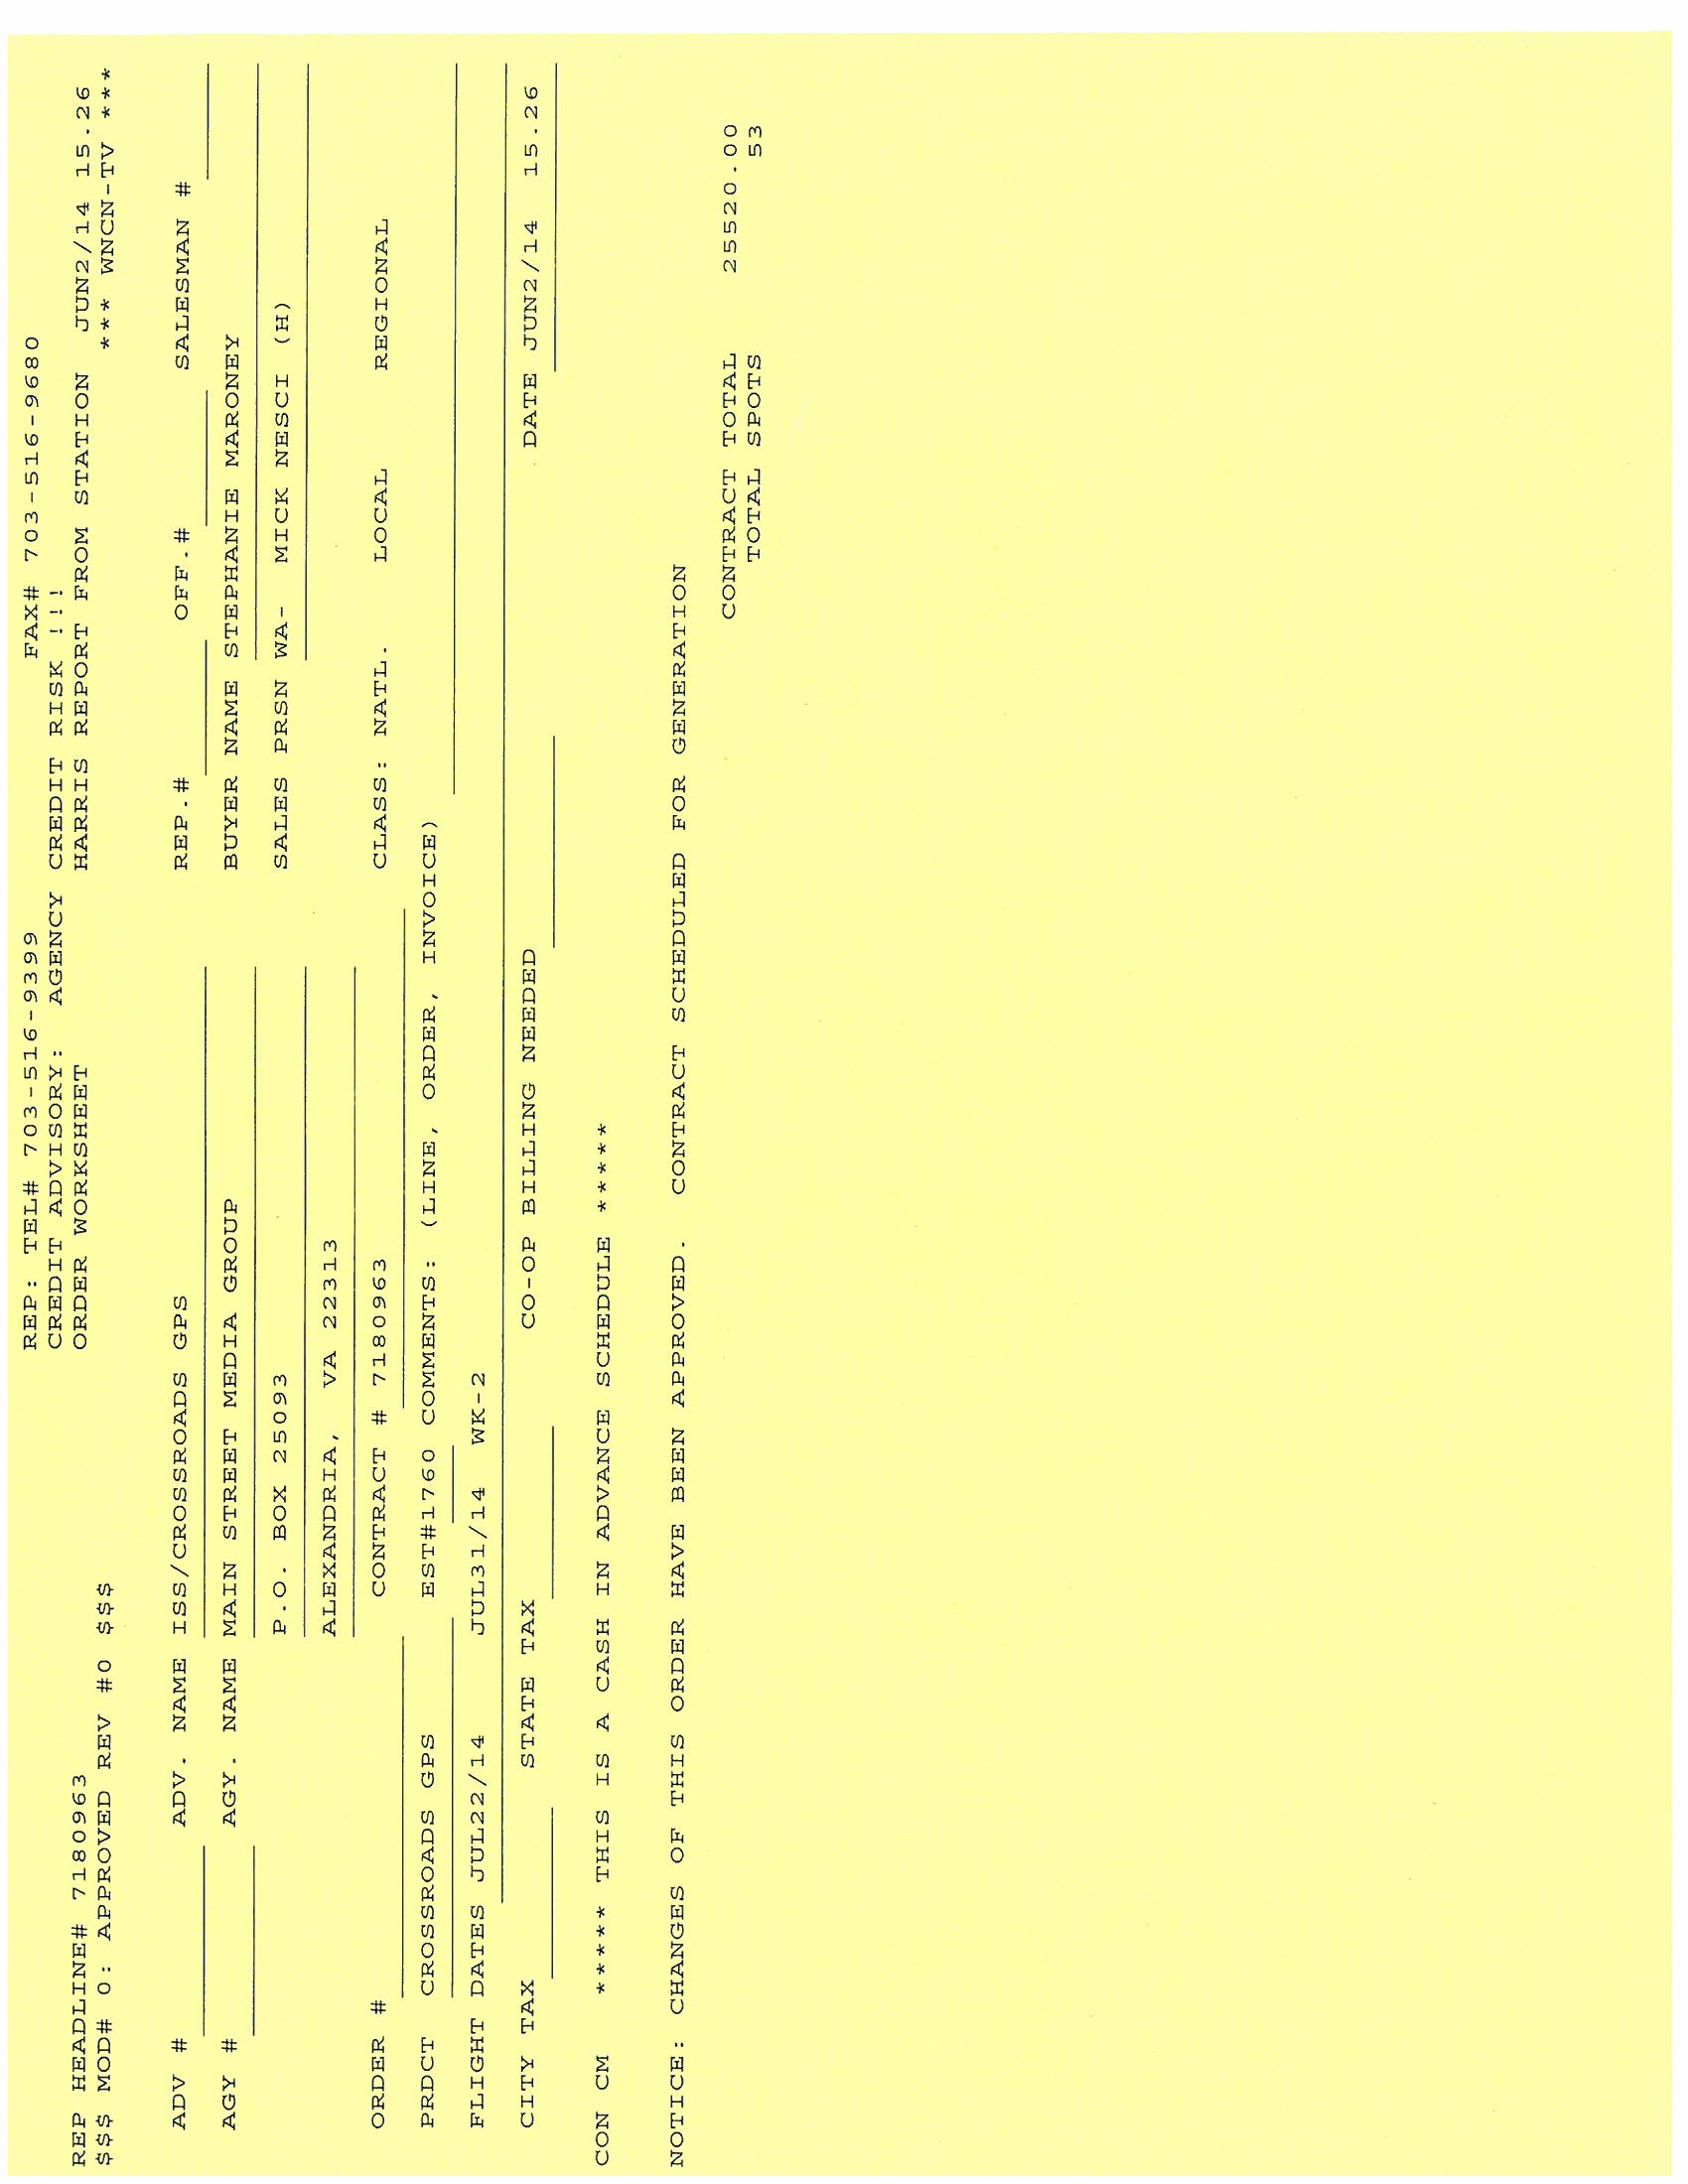 REP: TEL# 703-516-9399 FAX# 703-516-9680
CREDIT ADVISORY: AGENCY CREDIT RISK !!!
REP HEADLINE# 7180963 ORDER WORKSHEET HARRIS REPORT FROM STATION JUN2/14 15.26
$$$ MOD# 0: APPROVED REV #0 $$$ *** WNCN-TV ***
ADV # ADV. NAME ISS/CROSSROADS GPS REP.# OFF.# SALESMAN #
AGY # AGY. NAME MAIN STREET MEDIA GROUP BUYER NAME STEPHANIE MARONEY
P.O. BOX 25093 SALES PRSN WA- MICK NESCI (H)
ALEXANDRIA, VA 22313
ORDER # CONTRACT # 7180963 CLASS: NATL. LOCAL REGIONAL
PRDCT CROSSROADS GPS EST#1760 COMMENTS: (LINE, ORDER, INVOICE)
FLIGHT DATES JUL22/14 JUL31/14 WK-2
CITY TAX STATE TAX CO-OP BILLING NEEDED DATE JUN2/14 15.26
CON CM ***** THIS IS A CASH IN ADVANCE SCHEDULE *****
NOTICE: CHANGES OF THIS ORDER HAVE BEEN APPROVED. CONTRACT SCHEDULED FOR GENERATION
CONTRACT TOTAL 25520.00
TOTAL SPOTS 53